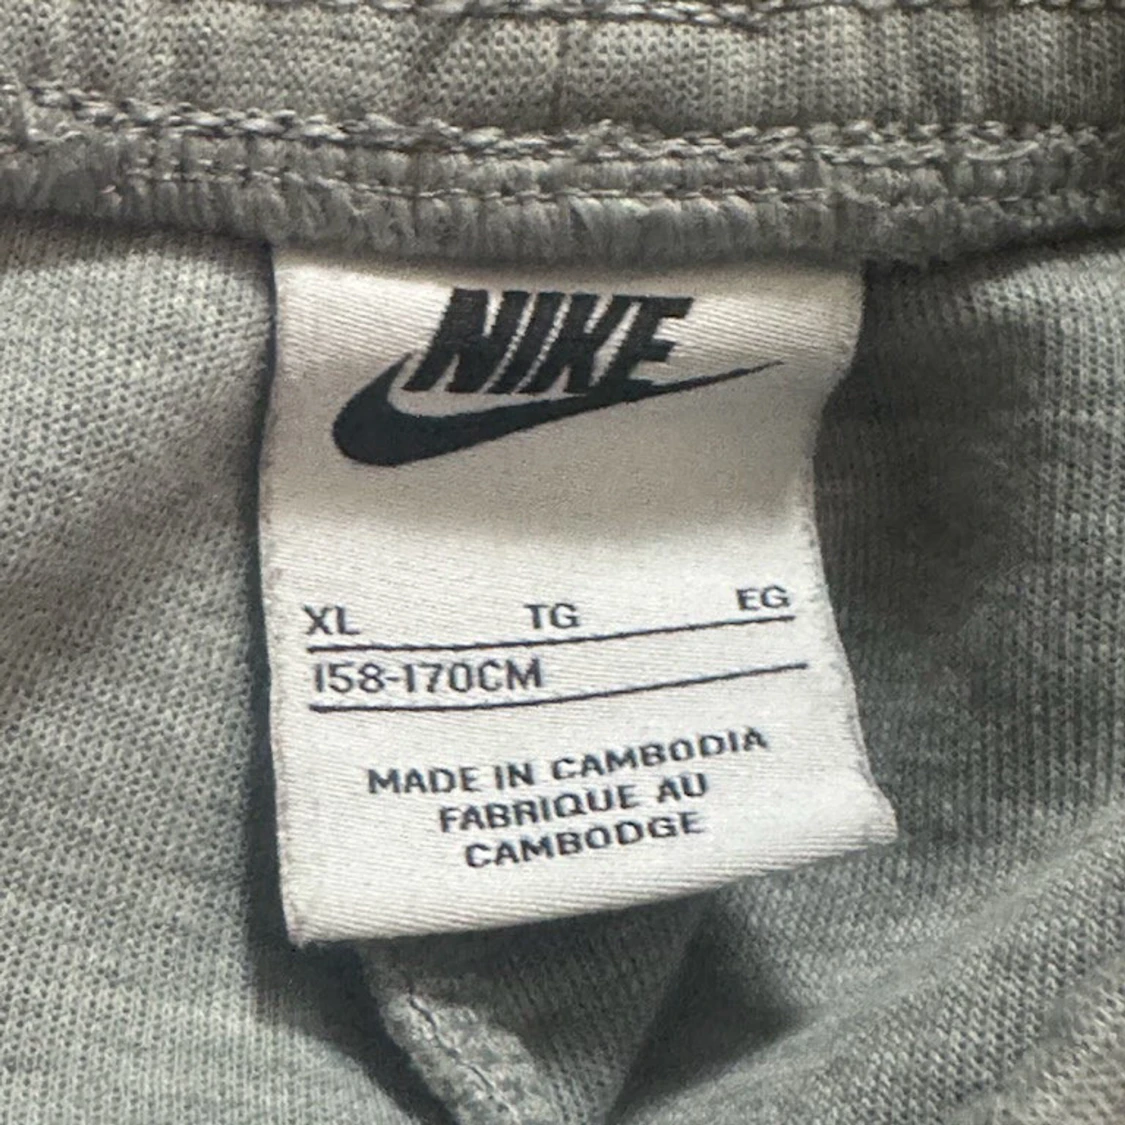 NIKE
XL TG EG
158-170CM
MADE IN CAMBODIA
FABRIQUE AU
CAMBODGE